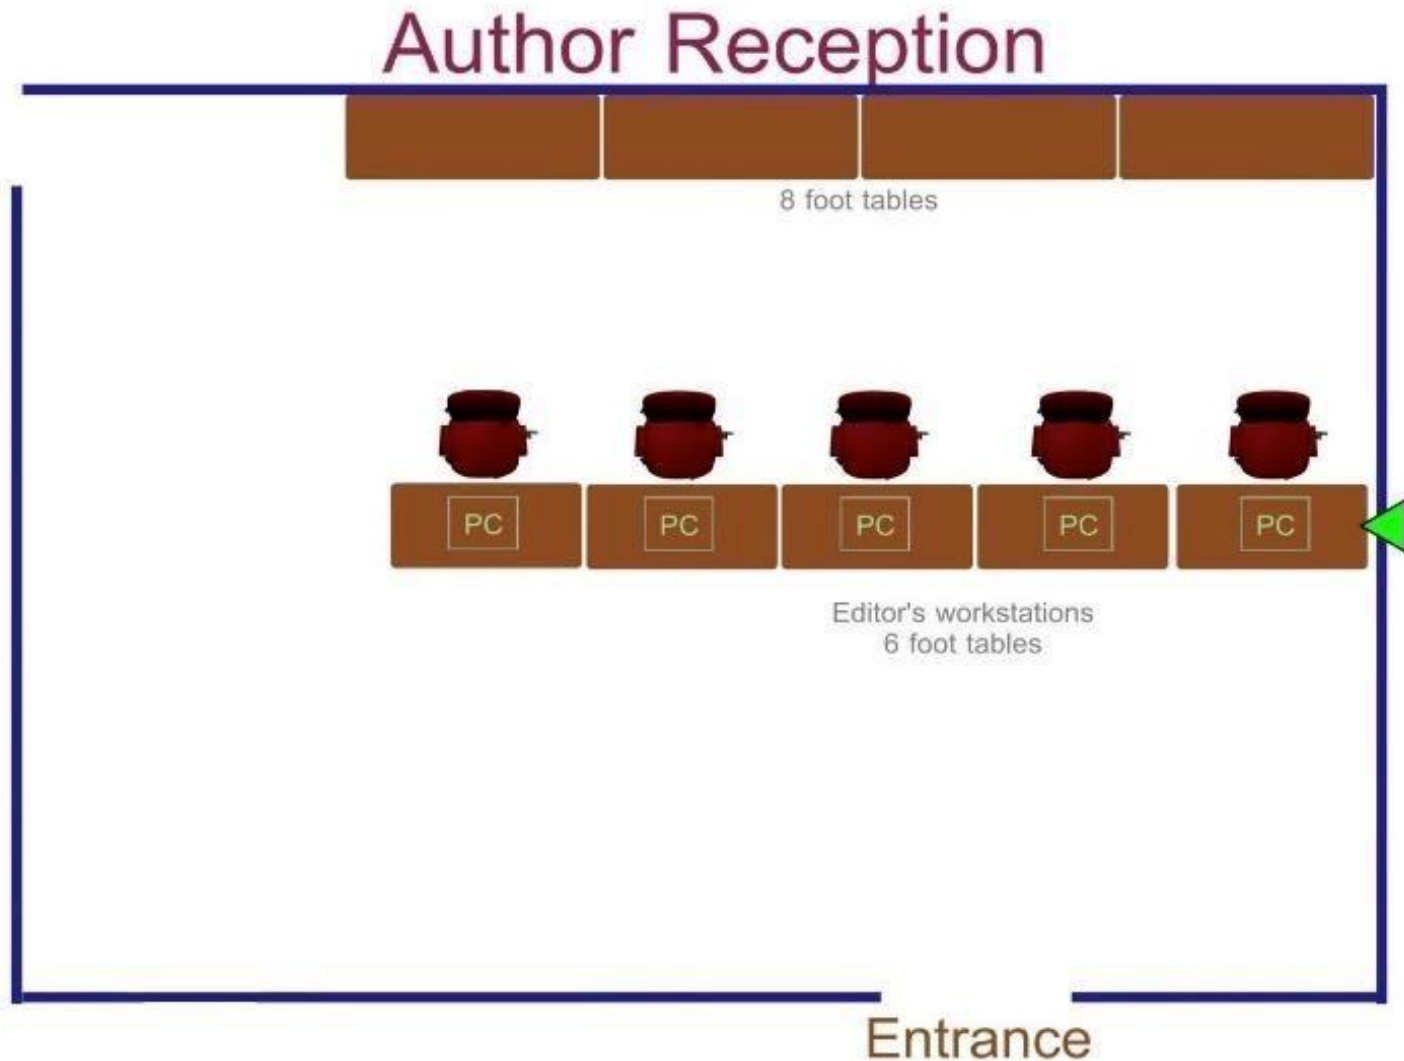 Author Reception
8 foot tables
PC PC PC PC PC
Editor's workstations
6 foot tables
Entrance